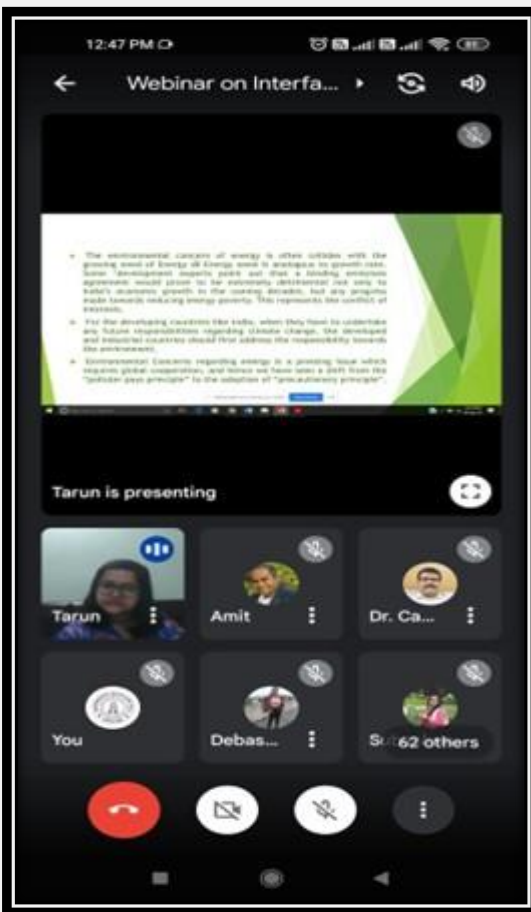 12:47 PM
Webinar on Interfa...
The environmental concern of energy is often collides with the
growing need of Energy as Energy need is analogous to growth rate.
Some "development experts point out that a binding emissions
agreement would prove to be extremely detrimental not only to
India's economic growth in the coming decades, but any progress
made towards reducing energy poverty. This represents the conflict of
interests.
For the developing countries like India, when they have to undertake
any future responsibilities regarding climate change, the developed
and industrial countries should first address the responsibility towards
the environment.
Environmental Concerns regarding energy is a pressing issue which
requires global cooperation, and hence we have seen a shift from the
"polluter pays principle" to the adoption of "precautionary principle".
Tarun is presenting
Tarun
Amit
Dr. Ca...
You
Debas...
62 others